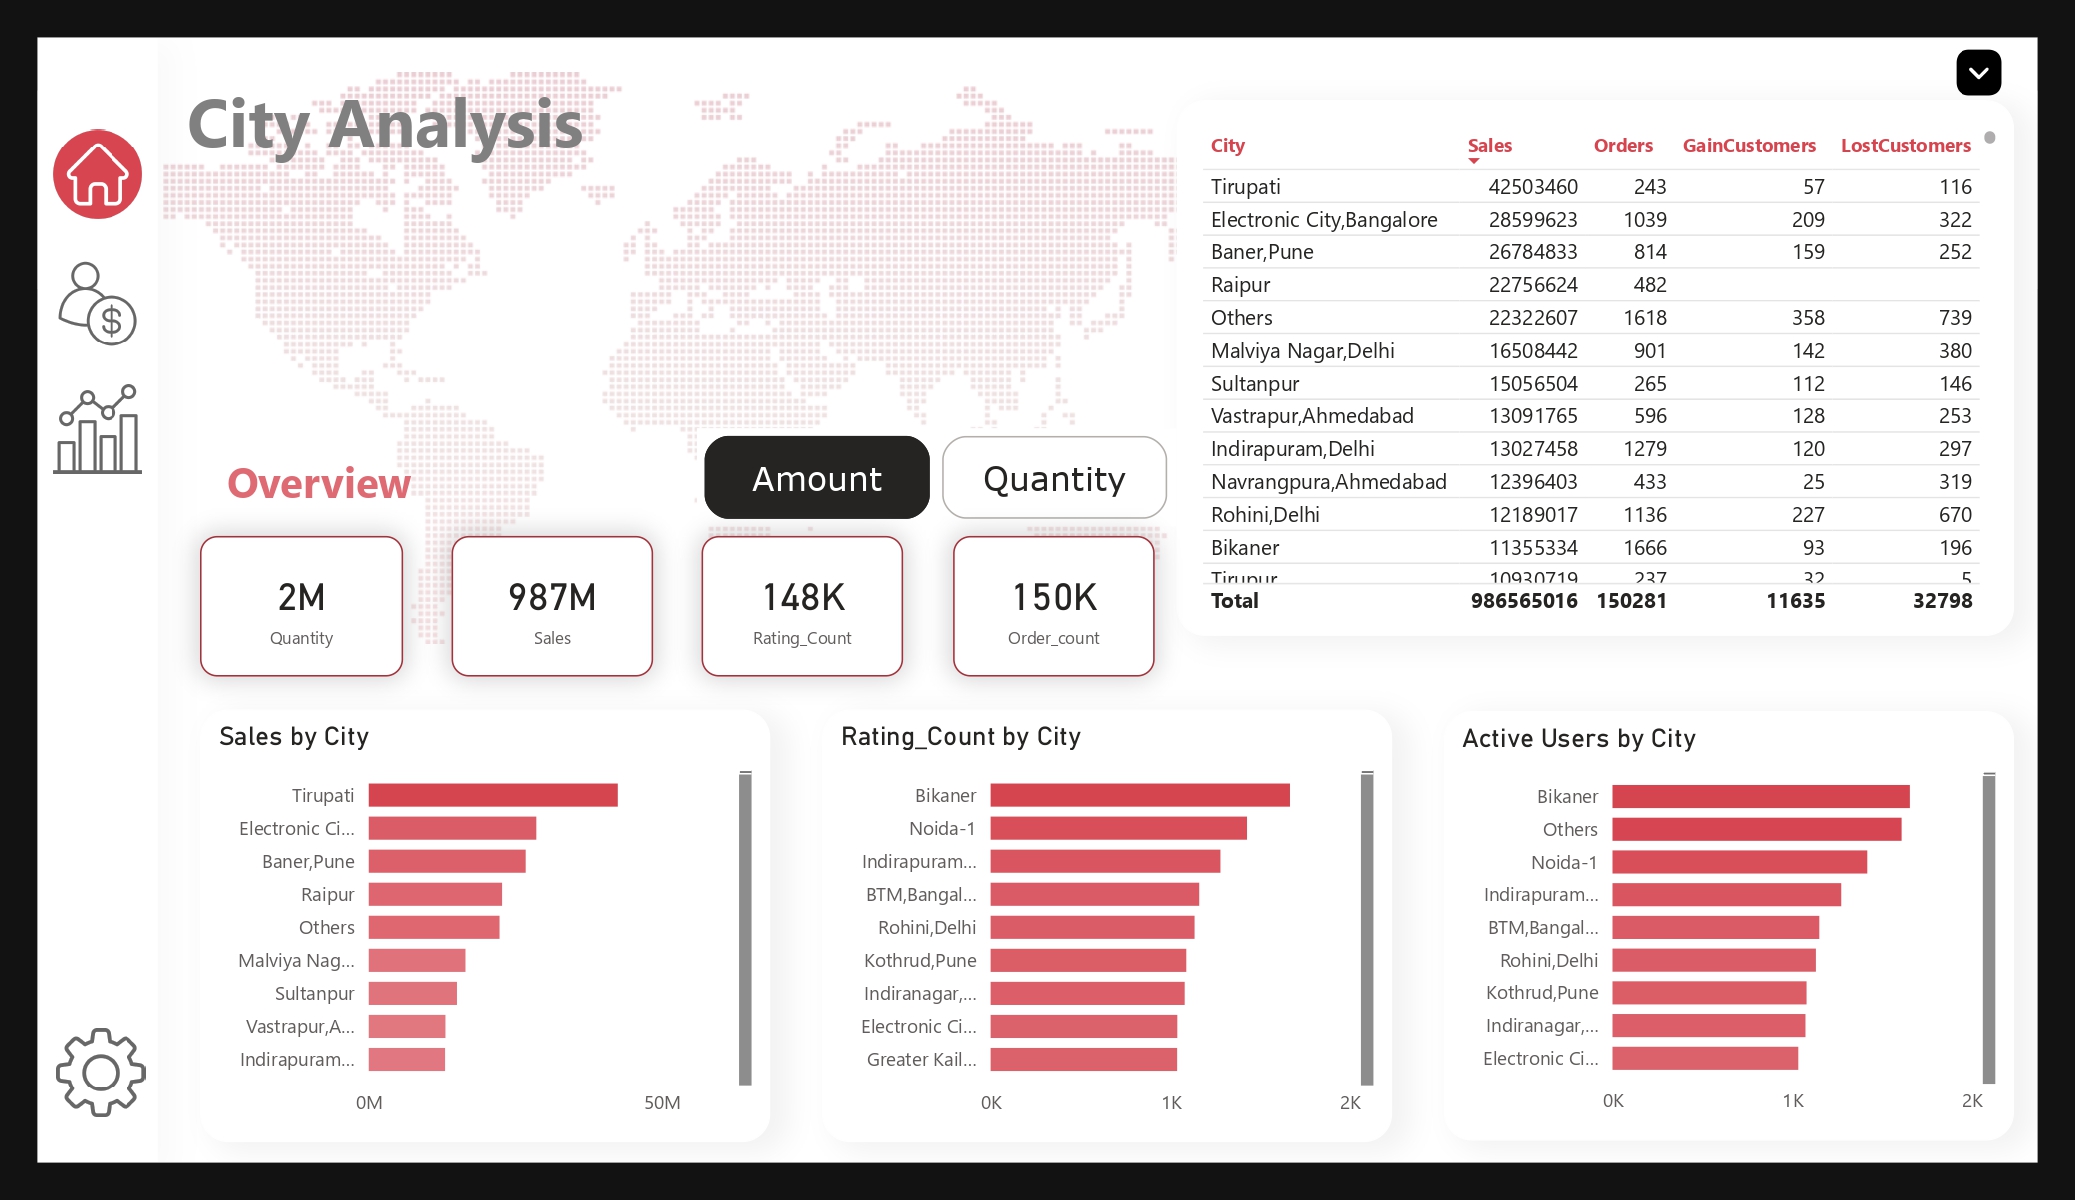 City Analysis
City Sales Orders GainCustomers LostCustomers
Tirupati 42503460 243 57 116
Electronic City,Bangalore 28599623 1039 209 322
Baner,Pune 26784833 814 159 252
Raipur 22756624 482
Others 22322607 1618 358 739
Malviya Nagar,Delhi 16508442 901 142 380
Sultanpur 15056504 265 112 146
Vastrapur,Ahmedabad 13091765 596 128 253
Indirapuram,Delhi 13027458 1279 120 297
Navrangpura,Ahmedabad 12396403 433 25 319
Rohini,Delhi 12189017 1136 227 670
Bikaner 11355334 1666 93 196
Tirupur 10930719 237 32 5
Total 986565016 150281 11635 32798
Overview
Amount Quantity
2M 987M 148K 150K
Quantity Sales Rating_Count Order_count
Sales by City
Tirupati
Electronic Ci...
Baner,Pune
Raipur
Others
Malviya Nag...
Sultanpur
Vastrapur,A...
Indirapuram...
0M 50M
Rating_Count by City
Bikaner
Noida-1
Indirapuram...
BTM,Bangal...
Rohini,Delhi
Kothrud,Pune
Indiranagar,...
Electronic Ci...
Greater Kail...
0K 1K 2K
Active Users by City
Bikaner
Others
Noida-1
Indirapuram...
BTM,Bangal...
Rohini,Delhi
Kothrud,Pune
Indiranagar,...
Electronic Ci...
0K 1K 2K